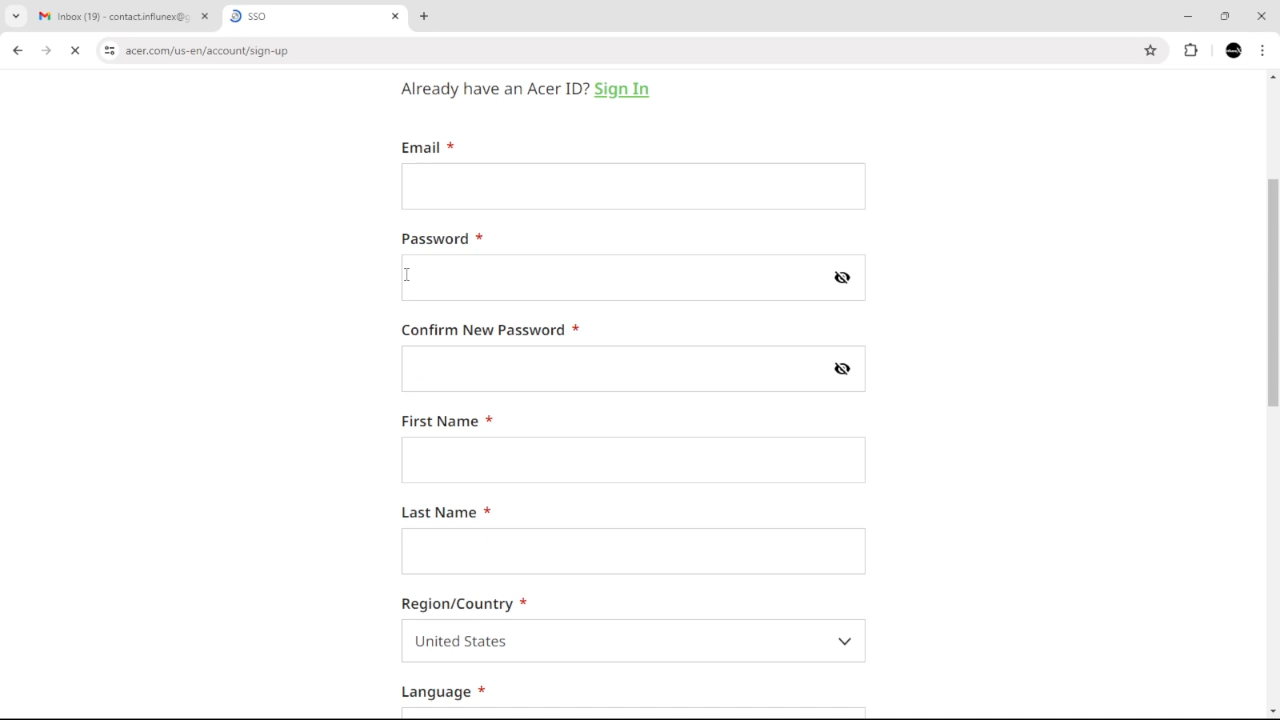 Inbox (19) - contact.influnex@g
SSO
acer.com/us-en/account/sign-up
Already have an Acer ID? Sign In
Email *
Password *
Confirm New Password *
First Name *
Last Name *
Region/Country *
United States
Language *